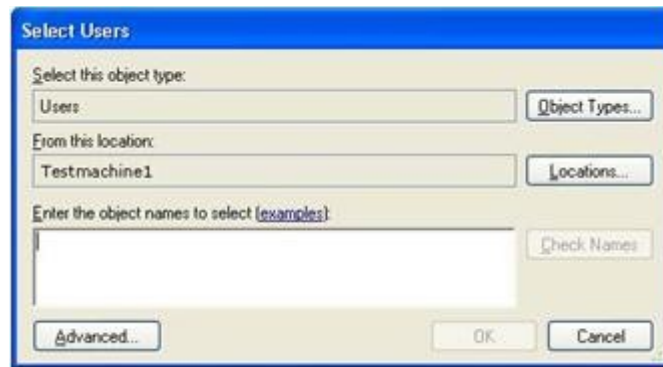 Select Users
Select this object type:
Users
Object Types...
From this location:
Testmachine1
Locations...
Enter the object names to select (examples):
Check Names
Advanced...
OK
Cancel